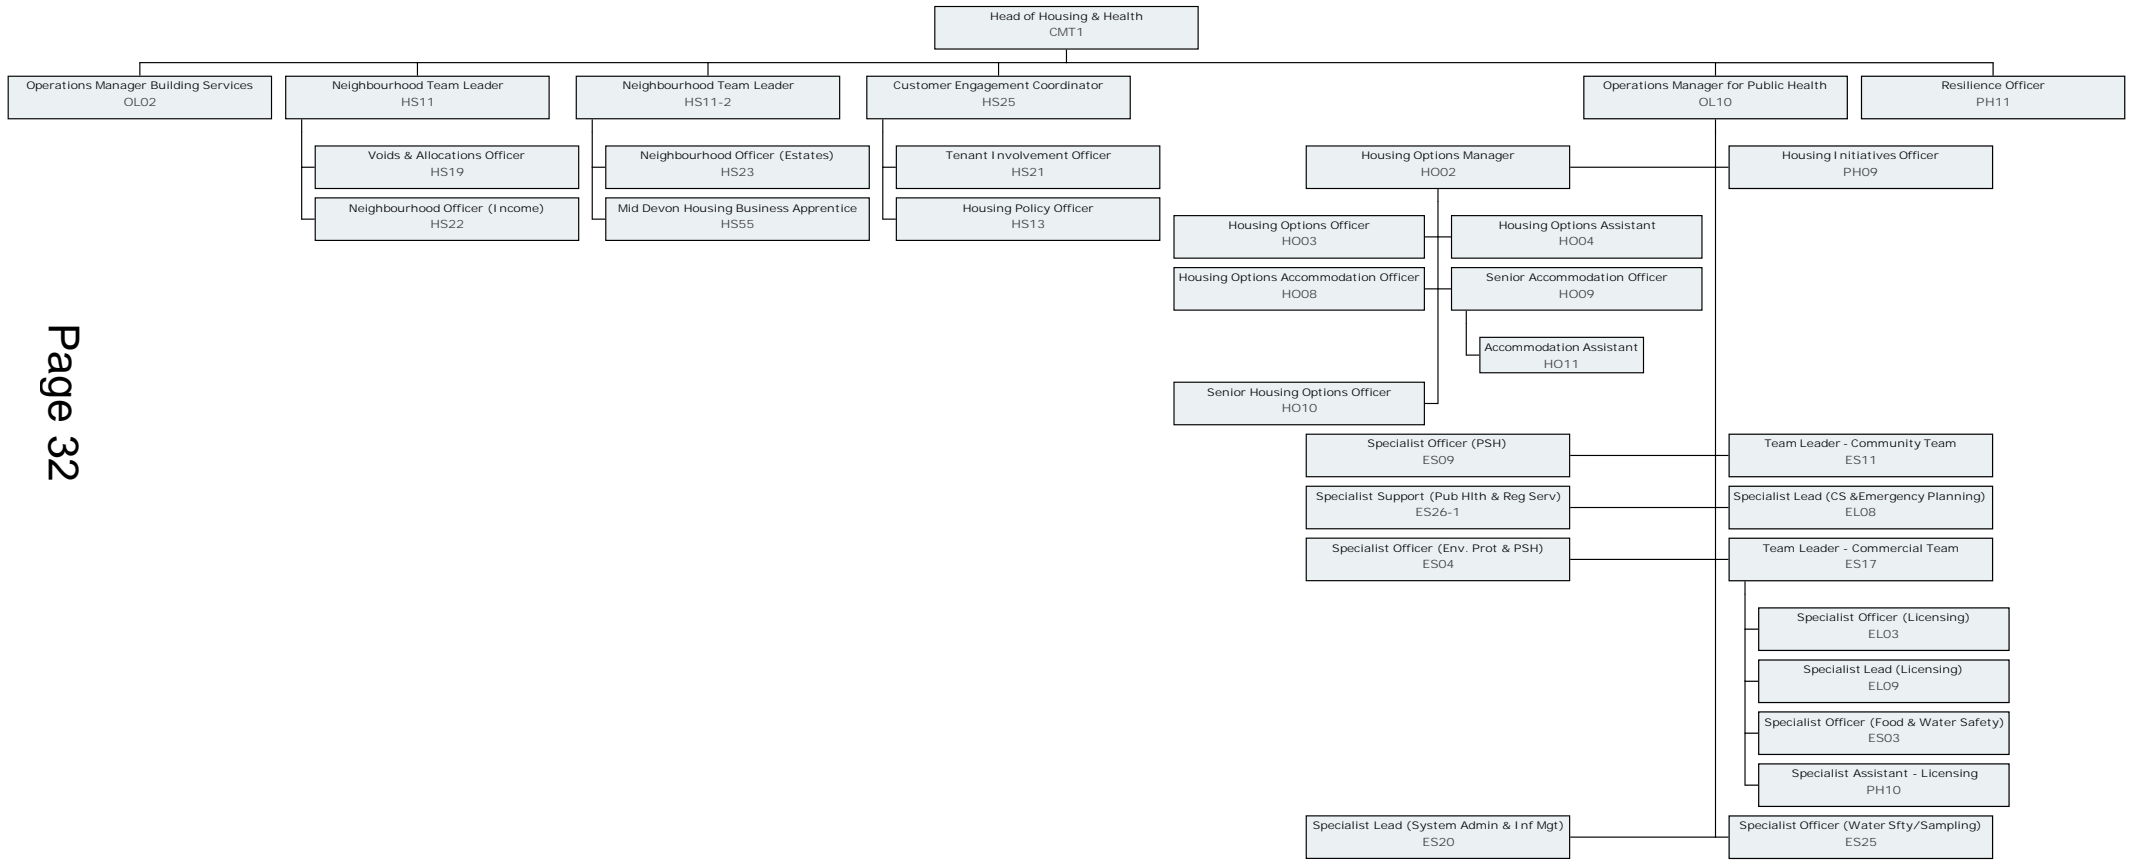 Head of Housing & Health
CMT1
Operations Manager Building Services
OL02
Neighbourhood Team Leader
HS11
Neighbourhood Team Leader
HS11-2
Customer Engagement Coordinator
HS25
Operations Manager for Public Health
OL10
Resilience Officer
PH11
Voids & Allocations Officer
HS19
Neighbourhood Officer (Income)
HS22
Neighbourhood Officer (Estates)
HS23
Mid Devon Housing Business Apprentice
HS55
Tenant Involvement Officer
HS21
Housing Policy Officer
HS13
Housing Options Manager
HO02
Housing Initiatives Officer
PH09
Housing Options Officer
HO03
Housing Options Assistant
HO04
Housing Options Accommodation Officer
HO08
Senior Accommodation Officer
HO09
Accommodation Assistant
HO11
Senior Housing Options Officer
HO10
Specialist Officer (PSH)
ES09
Team Leader - Community Team
ES11
Specialist Support (Pub Hlth & Reg Serv)
ES26-1
Specialist Lead (CS &Emergency Planning)
EL08
Specialist Officer (Env. Prot & PSH)
ES04
Team Leader - Commercial Team
ES17
Specialist Officer (Licensing)
EL03
Specialist Lead (Licensing)
EL09
Specialist Officer (Food & Water Safety)
ES03
Specialist Assistant - Licensing
PH10
Specialist Lead (System Admin & Inf Mgt)
ES20
Specialist Officer (Water Sfty/Sampling)
ES25
Page 32